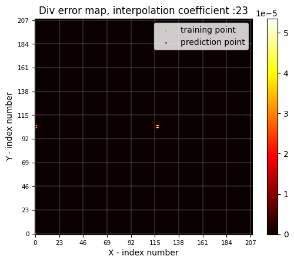 Div error map, interpolation coefficient :23
1e−5
training point
prediction point
207
184
161
138
115
92
69
46
23
0
Y - index number
0 23 46 69 92 115 138 161 184 207
X - index number
5
4
3
2
1
0